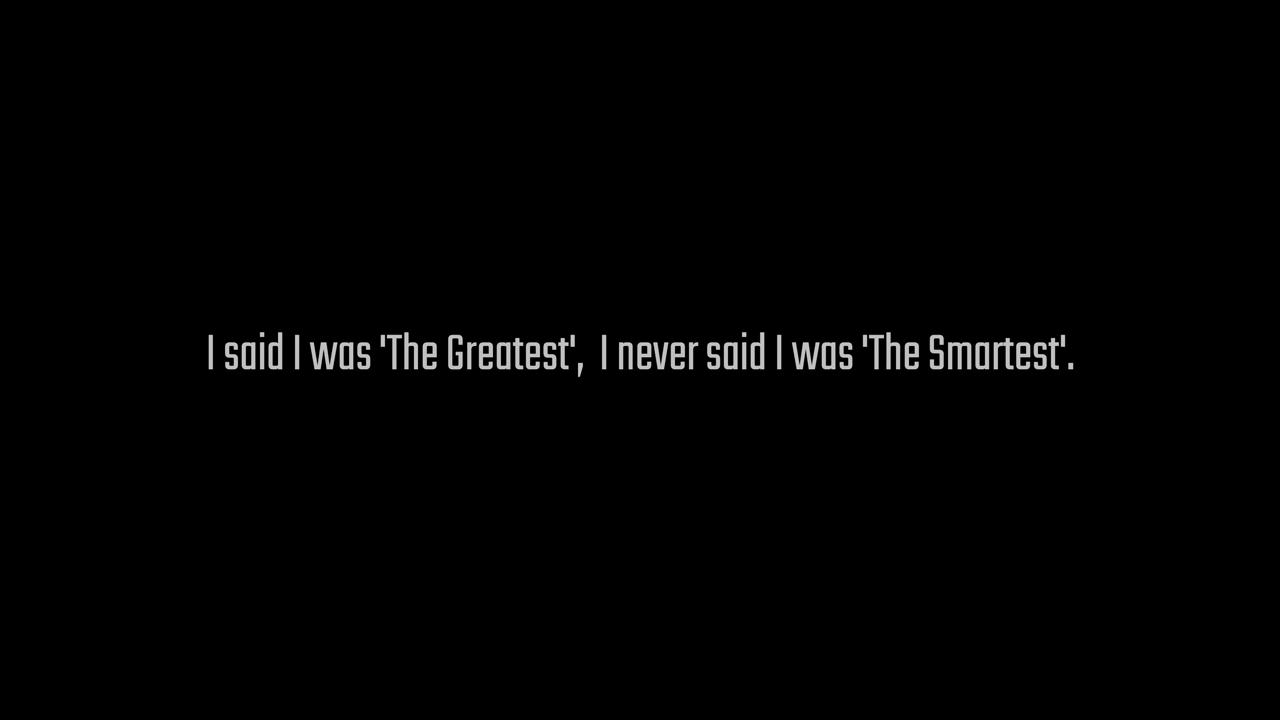 I said I was 'The Greatest',  I never said I was 'The Smartest'.